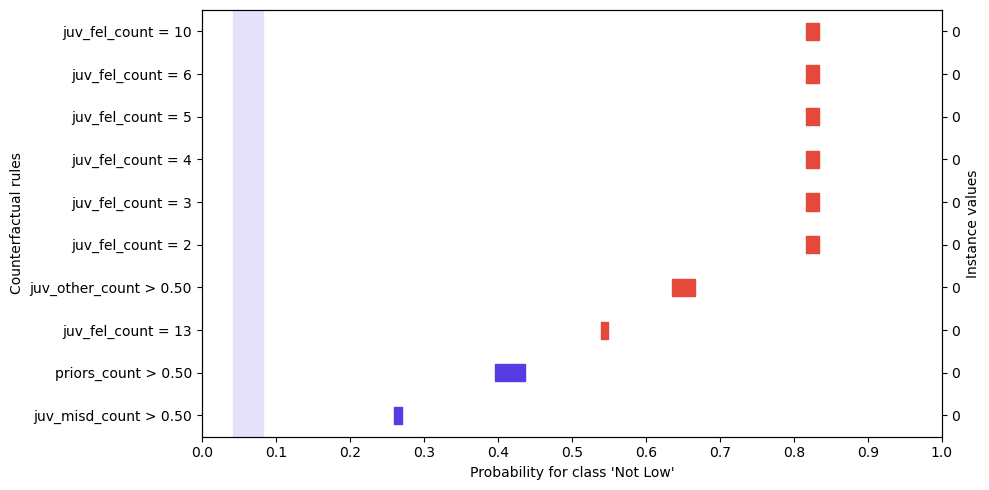 juv_fel_count = 10 0
juv_fel_count = 6 0
juv_fel_count = 5 0
juv_fel_count = 4 0
juv_fel_count = 3 0
juv_fel_count = 2 0
juv_other_count > 0.50 0
juv_fel_count = 13 0
priors_count > 0.50 0
juv_misd_count > 0.50 0
Counterfactual rules
Instance values
0.0 0.1 0.2 0.3 0.4 0.5 0.6 0.7 0.8 0.9 1.0
Probability for class 'Not Low'